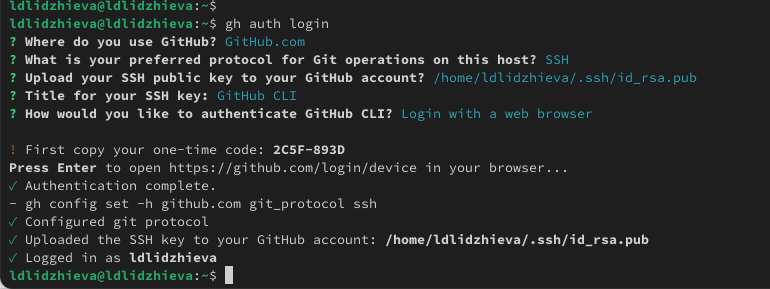 ldlidzhieva@ldlidzhieva:~$
ldlidzhieva@ldlidzhieva:~$ gh auth login
? Where do you use GitHub? GitHub.com
? What is your preferred protocol for Git operations on this host? SSH
? Upload your SSH public key to your GitHub account? /home/ldlidzhieva/.ssh/id_rsa.pub
? Title for your SSH key: GitHub CLI
? How would you like to authenticate GitHub CLI? Login with a web browser
! First copy your one-time code: 2C5F-893D
Press Enter to open https://github.com/login/device in your browser...
✓ Authentication complete.
- gh config set -h github.com git_protocol ssh
✓ Configured git protocol
✓ Uploaded the SSH key to your GitHub account: /home/ldlidzhieva/.ssh/id_rsa.pub
✓ Logged in as ldlidzhieva
ldlidzhieva@ldlidzhieva:~$